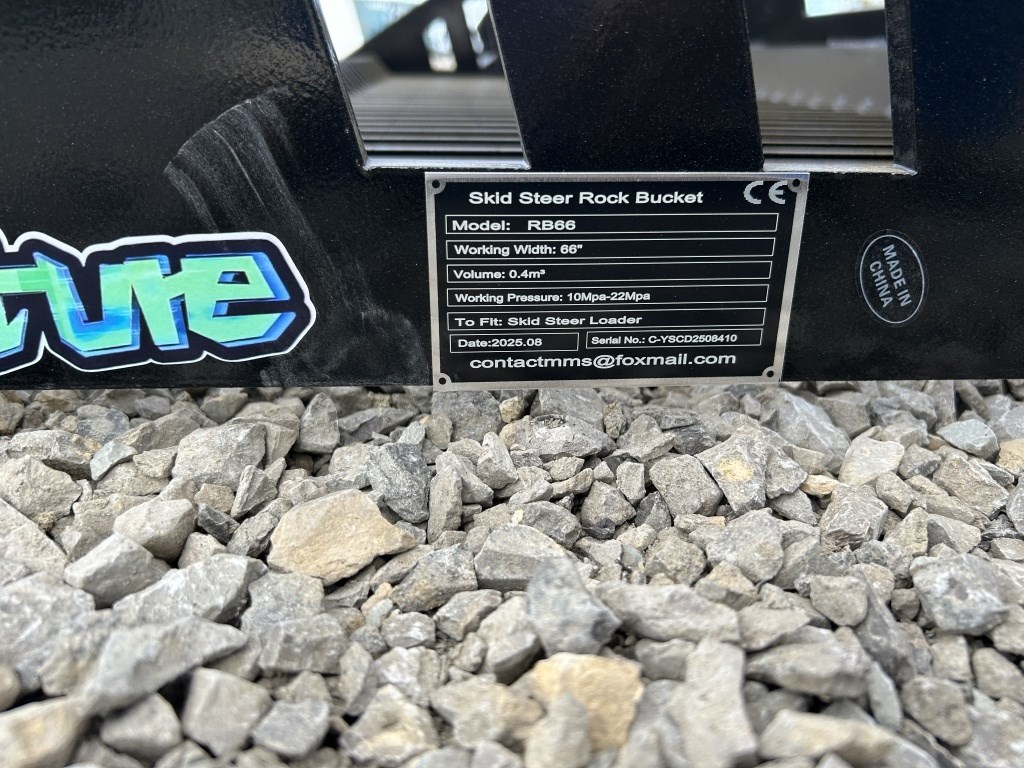 Skid Steer Rock Bucket CE
Model: RB66
Working Width: 66"
Volume: 0.4m³
Working Pressure: 10Mpa-22Mpa
To Fit: Skid Steer Loader
Date:2025.08 Serial No.: C-YSCD2508410
contactmms@foxmail.com
MADE IN
CHINA